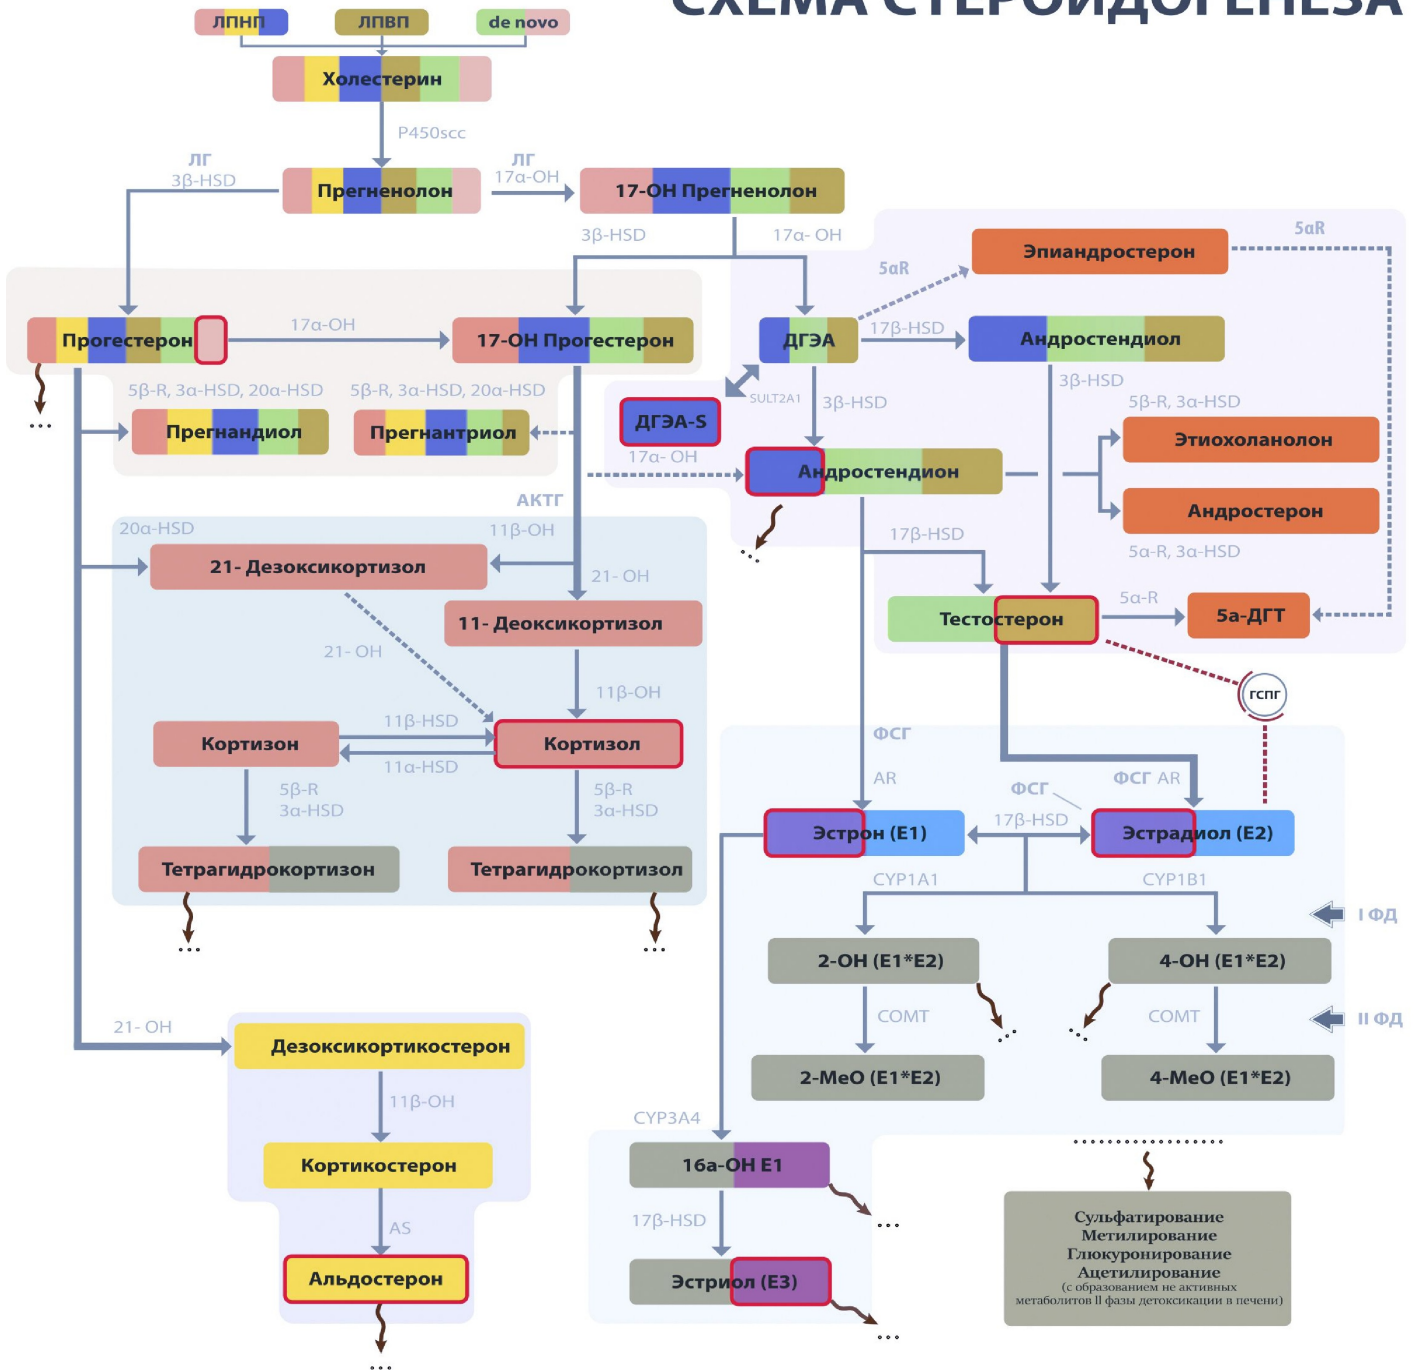 СХЕМА СТЕРОИДОГЕНЕЗА
ЛПНП
ЛПВП
de novo
Холестерин
P450scc
ЛГ
3β-HSD
Прегненолон
ЛГ
17α-OH
17-ОН Прегненолон
3β-HSD
17α- OH
5αR
Эпиандростерон
5αR
Прогестерон
17α-OH
17-ОН Прогестерон
ДГЭА
17β-HSD
Андростендиол
5β-R, 3α-HSD, 20α-HSD
5β-R, 3α-HSD, 20α-HSD
SULT2A1
3β-HSD
3β-HSD
5β-R, 3α-HSD
Прегнандиол
Прегнантриол
ДГЭА-S
Этиохоланолон
17α- OH
Андростендион
Андростерон
5α-R, 3α-HSD
АКТГ
20α-HSD
11β-OH
17β-HSD
21- Дезоксикортизол
21- OH
11- Деоксикортизол
Тестостерон
5α-R
5а-ДГТ
21- OH
11β-OH
ГСПГ
Кортизон
11β-HSD
11α-HSD
Кортизол
ФСГ
AR
ФСГ AR
5β-R
3α-HSD
5β-R
3α-HSD
ФСГ
17β-HSD
Эстрон (E1)
Эстрадиол (E2)
Тетрагидрокортизон
Тетрагидрокортизол
CYP1A1
CYP1B1
I ФД
2-OH (E1*E2)
4-OH (E1*E2)
COMT
COMT
II ФД
21- OH
Дезоксикортикостерон
2-MeO (E1*E2)
4-MeO (E1*E2)
11β-OH
CYP3A4
Кортикостерон
16a-OH E1
AS
17β-HSD
Альдостерон
Эстриол (E3)
Сульфатирование
Метилирование
Глюкуронирование
Ацетилирование
(с образованием не активных
метаболитов II фазы детоксикации в печени)